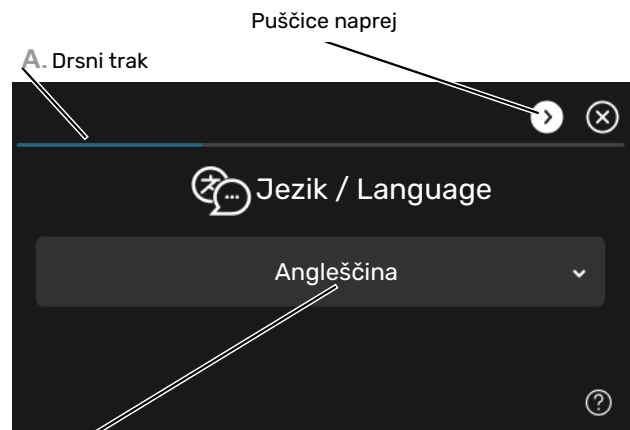 Puščice naprej
A. Drsni trak
Jezik / Language
Angleščina
?